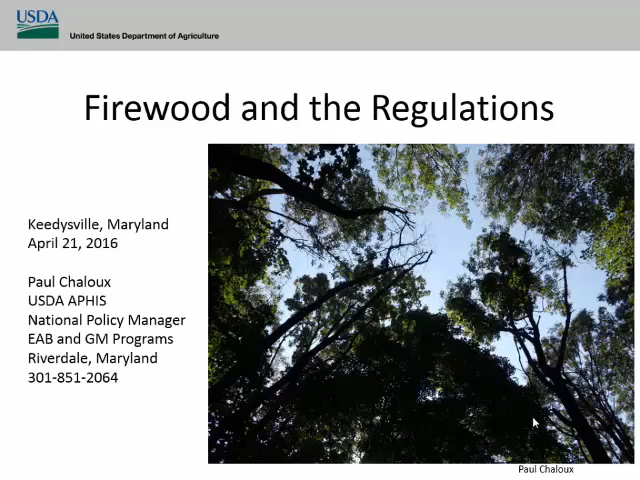 USDA
United States Department of Agriculture
Firewood and the Regulations
Keedysville, Maryland
April 21, 2016
Paul Chaloux
USDA APHIS
National Policy Manager
EAB and GM Programs
Riverdale, Maryland
301-851-2064
Paul Chaloux